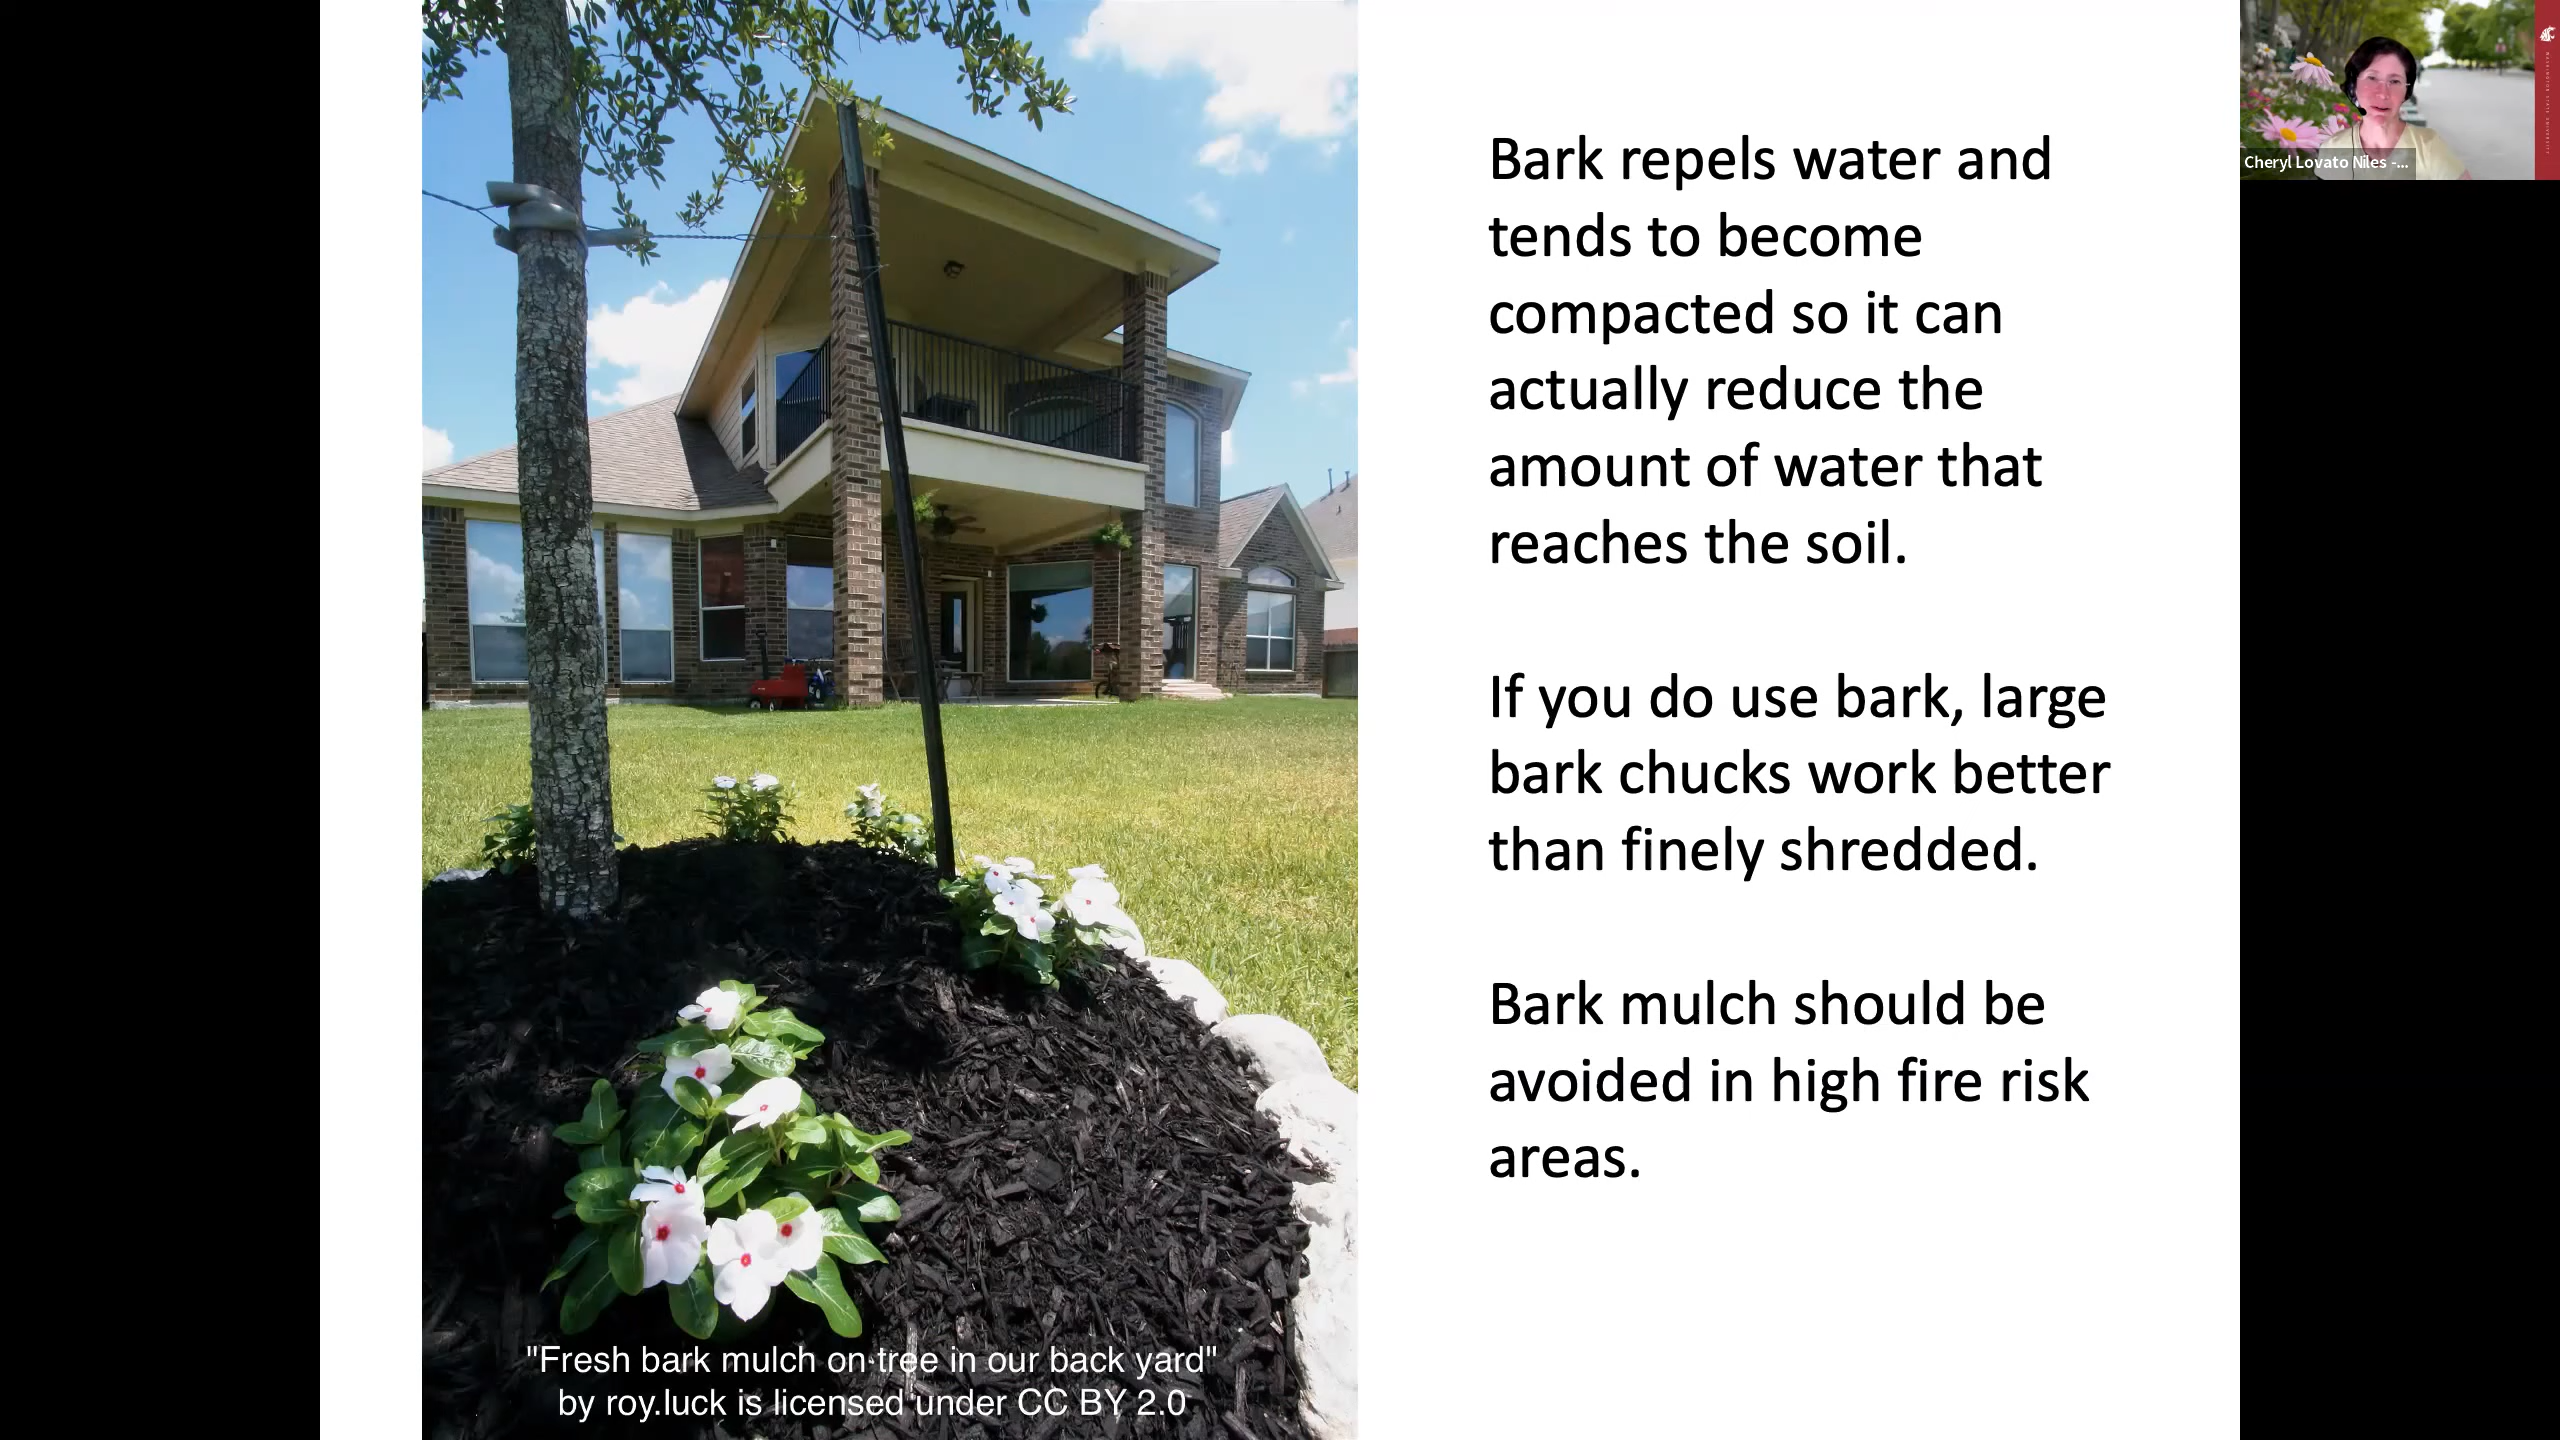 Bark repels water and
tends to become
compacted so it can
actually reduce the
amount of water that
reaches the soil.
If you do use bark, large
bark chucks work better
than finely shredded.
Bark mulch should be
avoided in high fire risk
areas.
"Fresh bark mulch on tree in our back yard"
by roy.luck is licensed under CC BY 2.0
Cheryl Lovato Niles -...